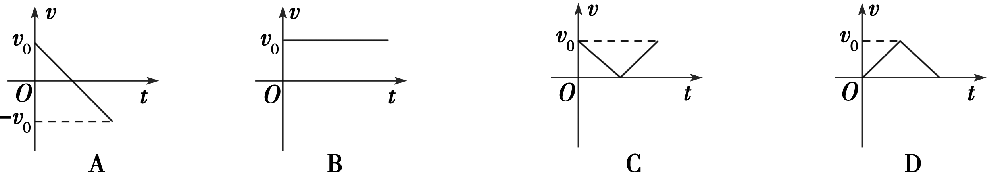 v v v v
v₀ v₀ v₀ v₀
O t O t O t O t
−v₀
A B C D